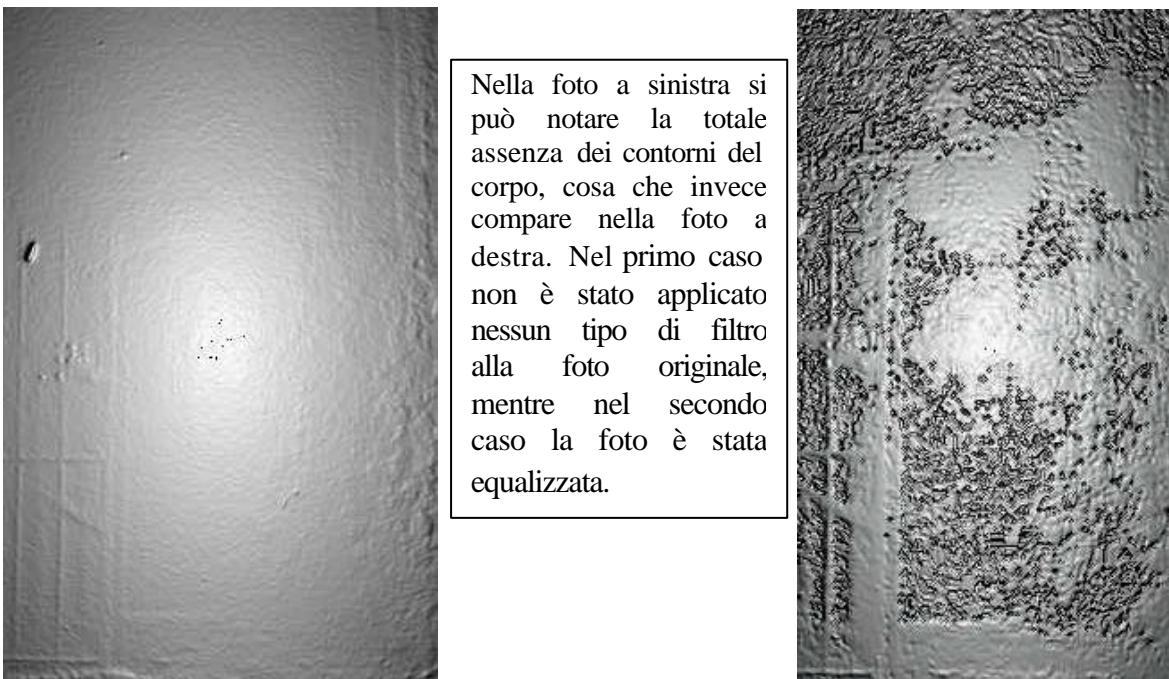 Nella foto a sinistra si
può notare la totale
assenza dei contorni del
corpo, cosa che invece
compare nella foto a
destra. Nel primo caso
non è stato applicato
nessun tipo di filtro
alla foto originale,
mentre nel secondo
caso la foto è stata
equalizzata.